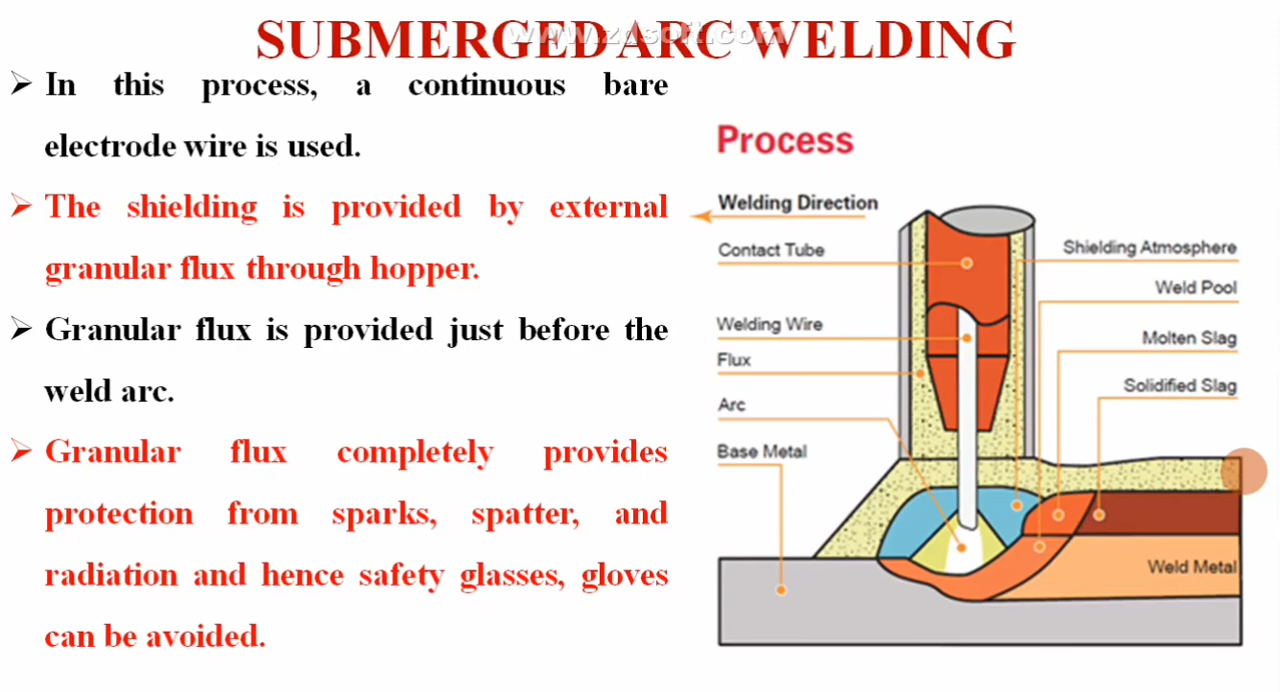 SUBMERGED ARC WELDING
www.zdsoft.com
➢ In this process, a continuous bare
electrode wire is used.
➢ The shielding is provided by external
granular flux through hopper.
➢ Granular flux is provided just before the
weld arc.
➢ Granular flux completely provides
protection from sparks, spatter, and
radiation and hence safety glasses, gloves
can be avoided.
Process
Welding Direction
Contact Tube
Welding Wire
Flux
Arc
Base Metal
Shielding Atmosphere
Weld Pool
Molten Slag
Solidified Slag
Weld Metal